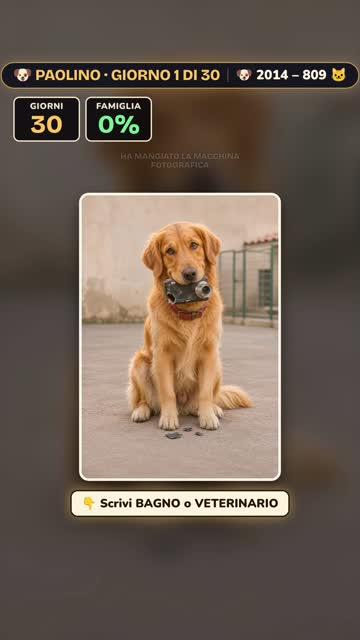 🐶 PAOLINO · GIORNO 1 DI 30 | 🐶 2014 – 809 🐱
GIORNI
30
FAMIGLIA
0%
HA MANGIATO LA MACCHINA
FOTOGRAFICA
👇 Scrivi BAGNO o VETERINARIO